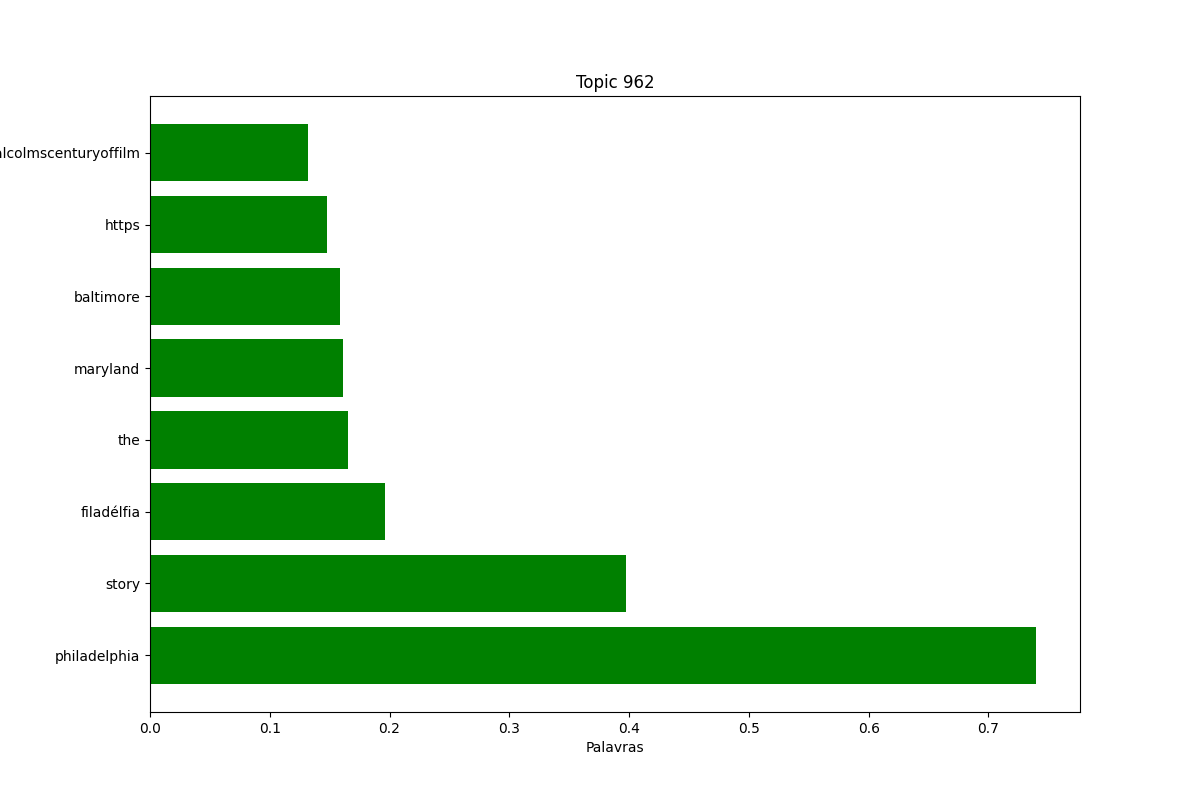 Topic 962
lcolmscenturyoffilm
https
baltimore
maryland
the
filadélfia
story
philadelphia
0.0 0.1 0.2 0.3 0.4 0.5 0.6 0.7
Palavras